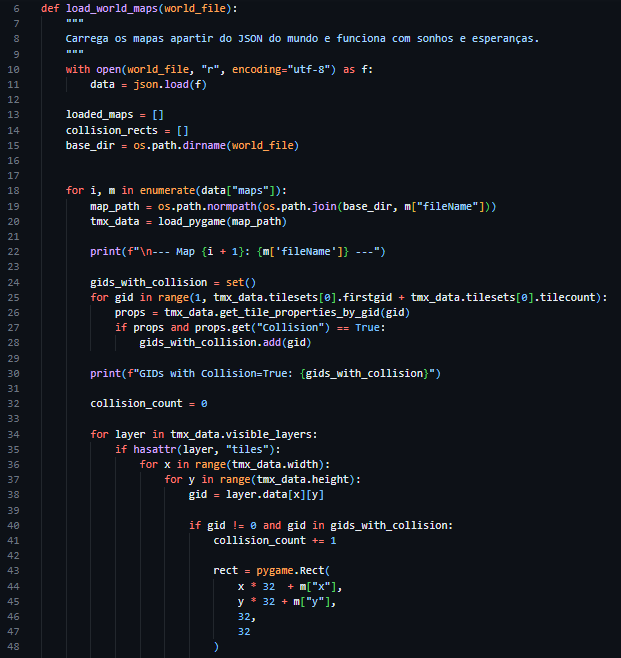 6 def load_world_maps(world_file):
7     """
8     Carrega os mapas apartir do JSON do mundo e funciona com sonhos e esperanças.
9     """
10     with open(world_file, "r", encoding="utf-8") as f:
11         data = json.load(f)
12
13     loaded_maps = []
14     collision_rects = []
15     base_dir = os.path.dirname(world_file)
16
17
18     for i, m in enumerate(data["maps"]):
19         map_path = os.path.normpath(os.path.join(base_dir, m["fileName"]))
20         tmx_data = load_pygame(map_path)
21
22         print(f"\n--- Map {i + 1}: {m['fileName']} ---")
23
24         gids_with_collision = set()
25         for gid in range(1, tmx_data.tilesets[0].firstgid + tmx_data.tilesets[0].tilecount):
26             props = tmx_data.get_tile_properties_by_gid(gid)
27             if props and props.get("Collision") == True:
28                 gids_with_collision.add(gid)
29
30         print(f"GIDs with Collision=True: {gids_with_collision}")
31
32         collision_count = 0
33
34         for layer in tmx_data.visible_layers:
35             if hasattr(layer, "tiles"):
36                 for x in range(tmx_data.width):
37                     for y in range(tmx_data.height):
38                         gid = layer.data[x][y]
39
40                         if gid != 0 and gid in gids_with_collision:
41                             collision_count += 1
42
43                             rect = pygame.Rect(
44                                 x * 32  + m["x"],
45                                 y * 32 + m["y"],
46                                 32,
47                                 32
48                             )